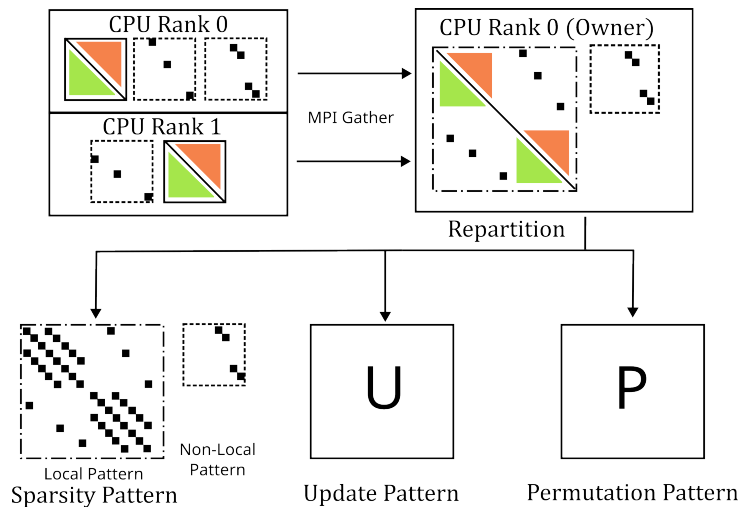 CPU Rank 0
CPU Rank 0 (Owner)
MPI Gather
CPU Rank 1
Repartition
U
P
Non-Local
Pattern
Local Pattern
Sparsity Pattern
Update Pattern
Permutation Pattern